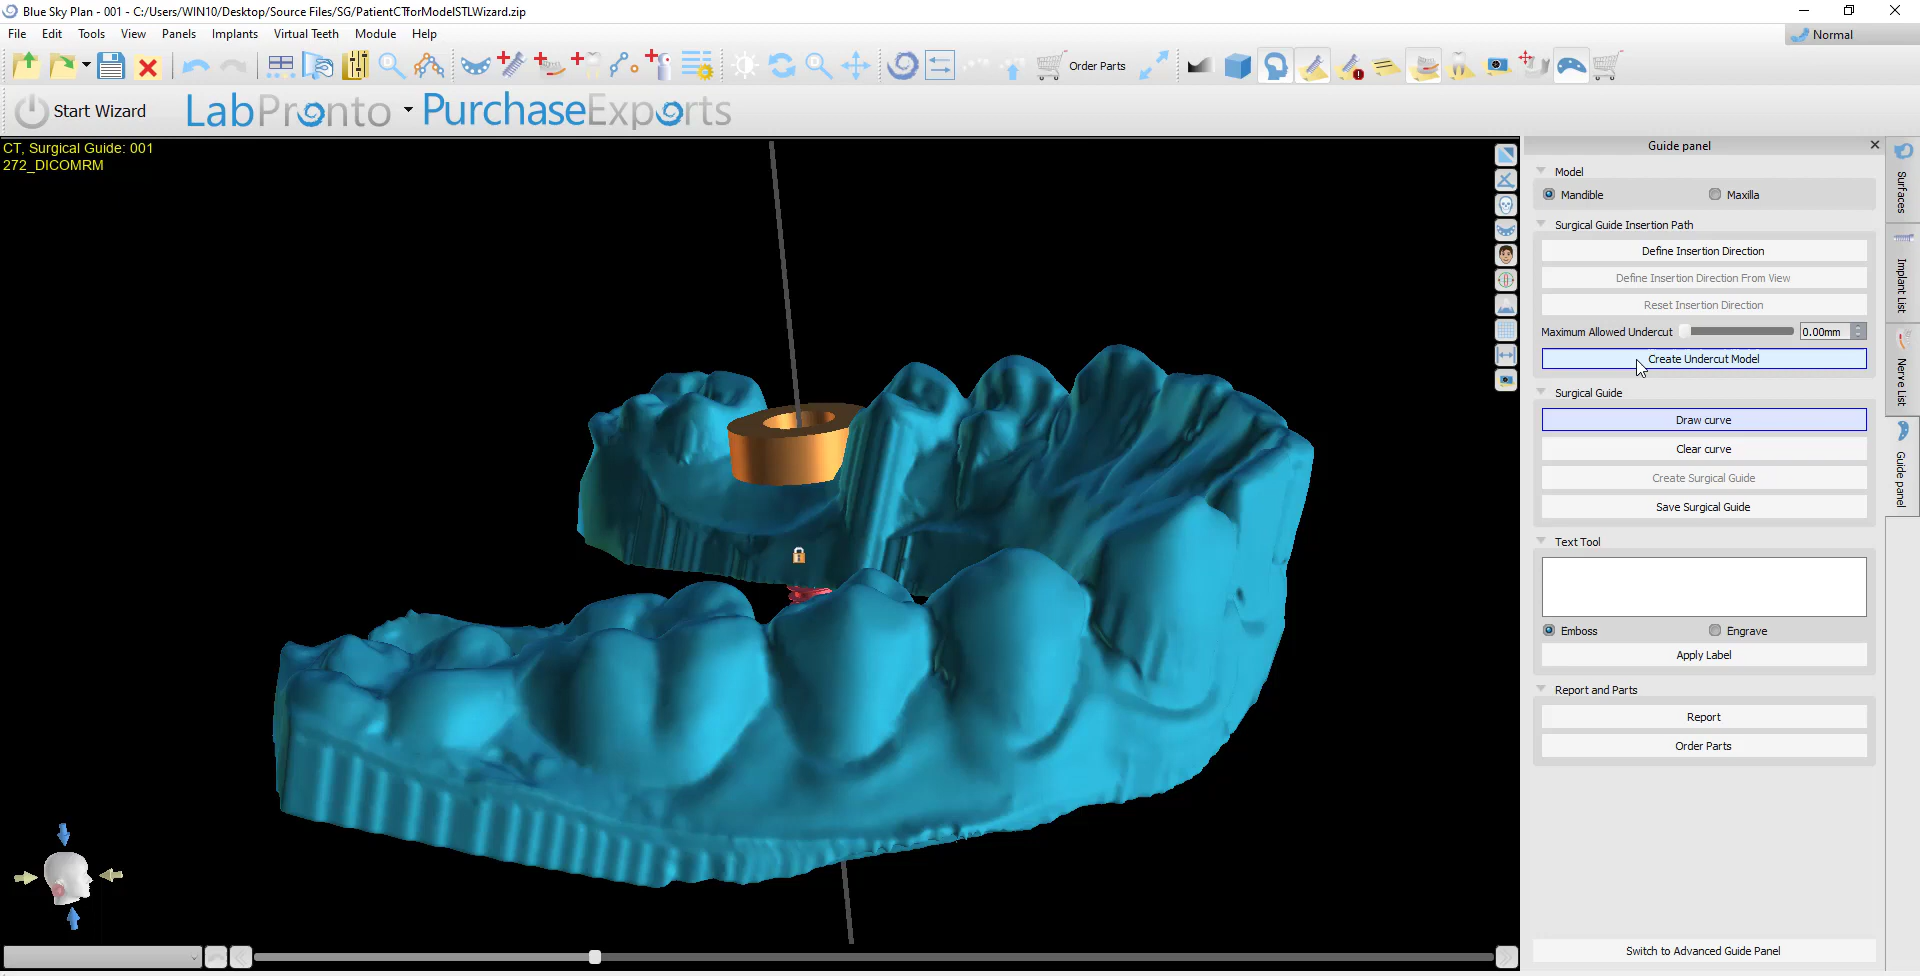 Blue Sky Plan - 001 - C:/Users/WIN10/Desktop/Source Files/SG/PatientCTforModelSTLWizard.zip
File Edit Tools View Panels Implants Virtual Teeth Module Help
Normal
Order Parts
Start Wizard LabPronto PurchaseExports
CT, Surgical Guide: 001
272_DICOMRM
Guide panel
Model
Mandible Maxilla
Surgical Guide Insertion Path
Define Insertion Direction
Define Insertion Direction From View
Reset Insertion Direction
Maximum Allowed Undercut 0.00mm
Create Undercut Model
Surgical Guide
Draw curve
Clear curve
Create Surgical Guide
Save Surgical Guide
Text Tool
Emboss Engrave
Apply Label
Report and Parts
Report
Order Parts
Switch to Advanced Guide Panel
Surfaces
Implant List
Nerve List
Guide panel